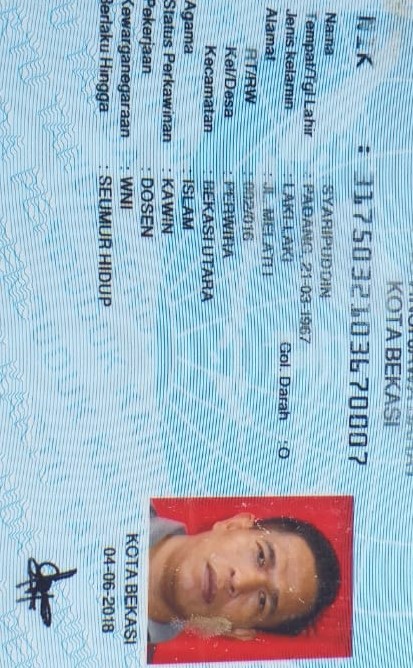 KOTA BEKASI
NIK : 3175032103670007
Nama : SYARIPUDDIN
Tempat/Tgl Lahir : PADANG, 21-03-1967
Jenis kelamin : LAKI-LAKI Gol. Darah : O
Alamat : JL. MELATI I
RT/RW : 002/016
Kel/Desa : PERWIRA
Kecamatan : BEKASI UTARA
Agama : ISLAM
Status Perkawinan : KAWIN
Pekerjaan : DOSEN
Kewarganegaraan : WNI
Berlaku Hingga : SEUMUR HIDUP
KOTA BEKASI
04-06-2018